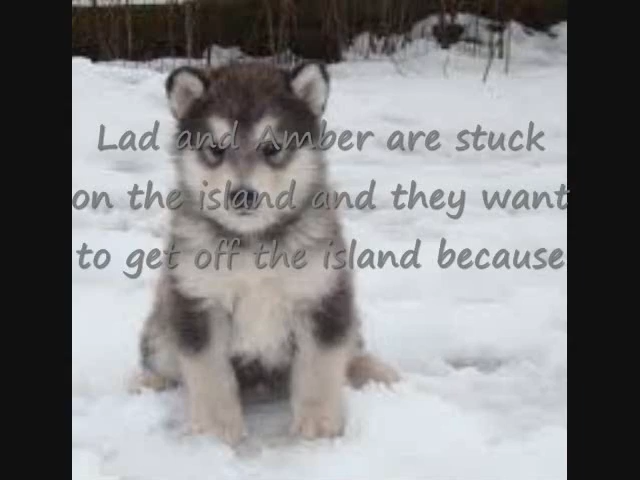 Lad and Amber are stuck
on the island and they want
to get off the island because